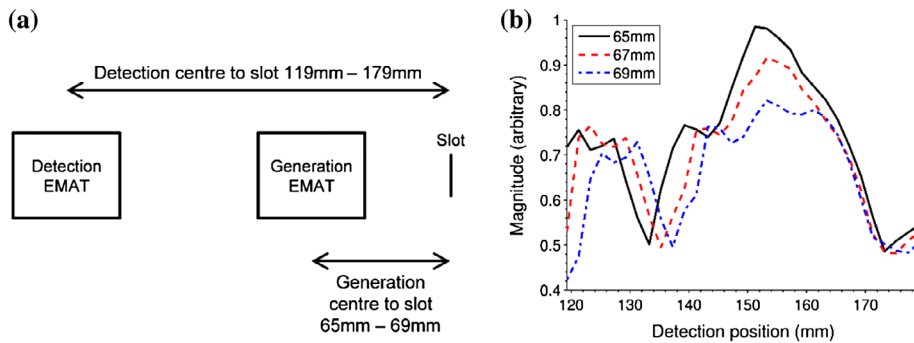 (a)
Detection centre to slot 119mm – 179mm
Detection
EMAT
Generation
EMAT
Slot
Generation
centre to slot
65mm – 69mm
(b)
Magnitude (arbitrary)
1
0.9
0.8
0.7
0.6
0.5
0.4
65mm
67mm
69mm
120 130 140 150 160 170
Detection position (mm)